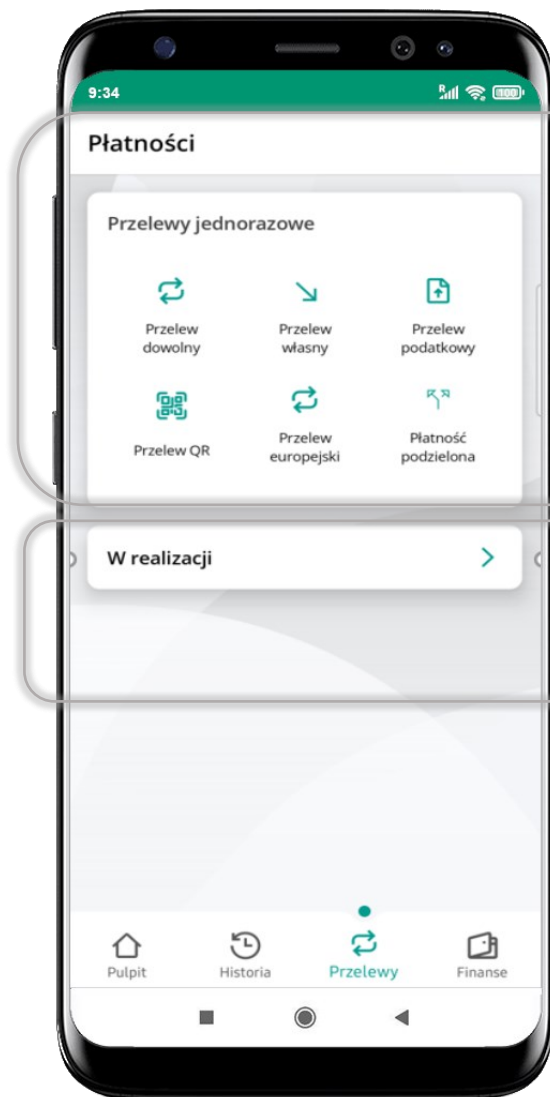 9:34
R 100
Płatności
Przelewy jednorazowe
Przelew
dowolny
Przelew
własny
Przelew
podatkowy
Przelew QR
Przelew
europejski
Płatność
podzielona
W realizacji
Pulpit
Historia
Przelewy
Finanse